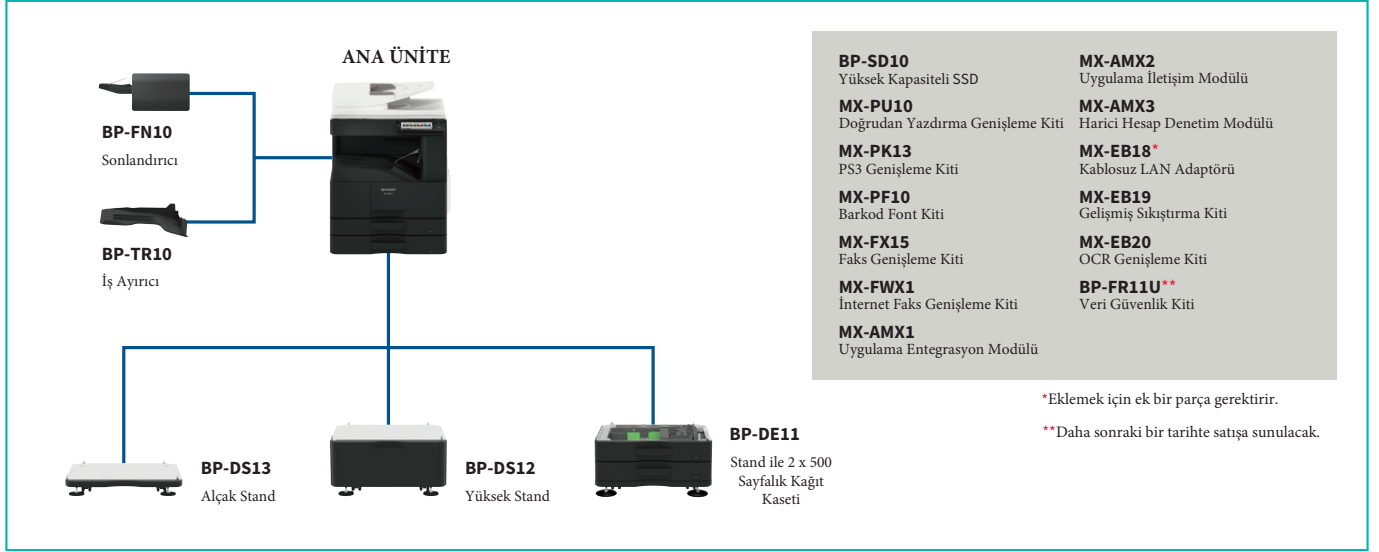 ANA ÜNİTE
BP-FN10
Sonlandırıcı
BP-TR10
İş Ayırıcı
BP-DS13
Alçak Stand
BP-DS12
Yüksek Stand
BP-DE11
Stand ile 2 x 500
Sayfalık Kağıt
Kaseti
BP-SD10
Yüksek Kapasiteli SSD
MX-PU10
Doğrudan Yazdırma Genişleme Kiti
MX-PK13
PS3 Genişleme Kiti
MX-PF10
Barkod Font Kiti
MX-FX15
Faks Genişleme Kiti
MX-FWX1
İnternet Faks Genişleme Kiti
MX-AMX1
Uygulama Entegrasyon Modülü
MX-AMX2
Uygulama İletişim Modülü
MX-AMX3
Harici Hesap Denetim Modülü
MX-EB18*
Kablosuz LAN Adaptörü
MX-EB19
Gelişmiş Sıkıştırma Kiti
MX-EB20
OCR Genişleme Kiti
BP-FR11U**
Veri Güvenlik Kiti
*Eklemek için ek bir parça gerektirir.
**Daha sonraki bir tarihte satışa sunulacak.